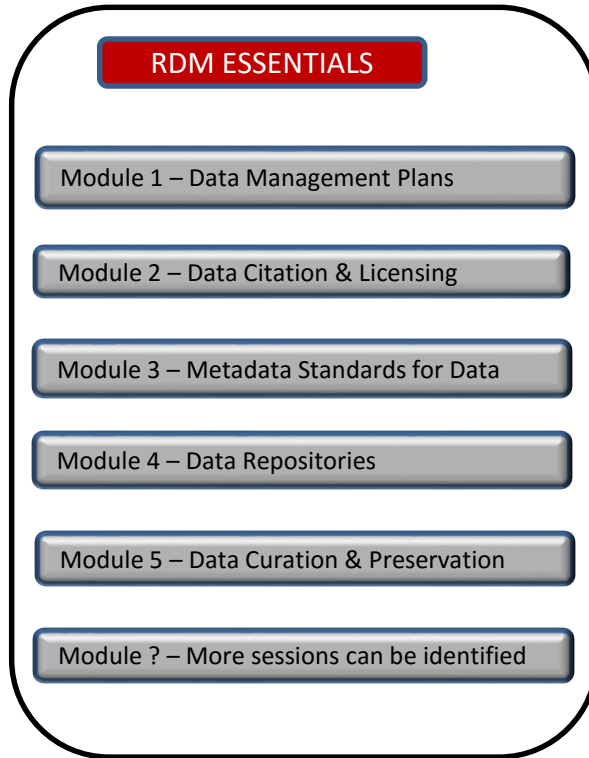 RDM ESSENTIALS
Module 1 – Data Management Plans
Module 2 – Data Citation & Licensing
Module 3 – Metadata Standards for Data
Module 4 – Data Repositories
Module 5 – Data Curation & Preservation
Module ? – More sessions can be identified